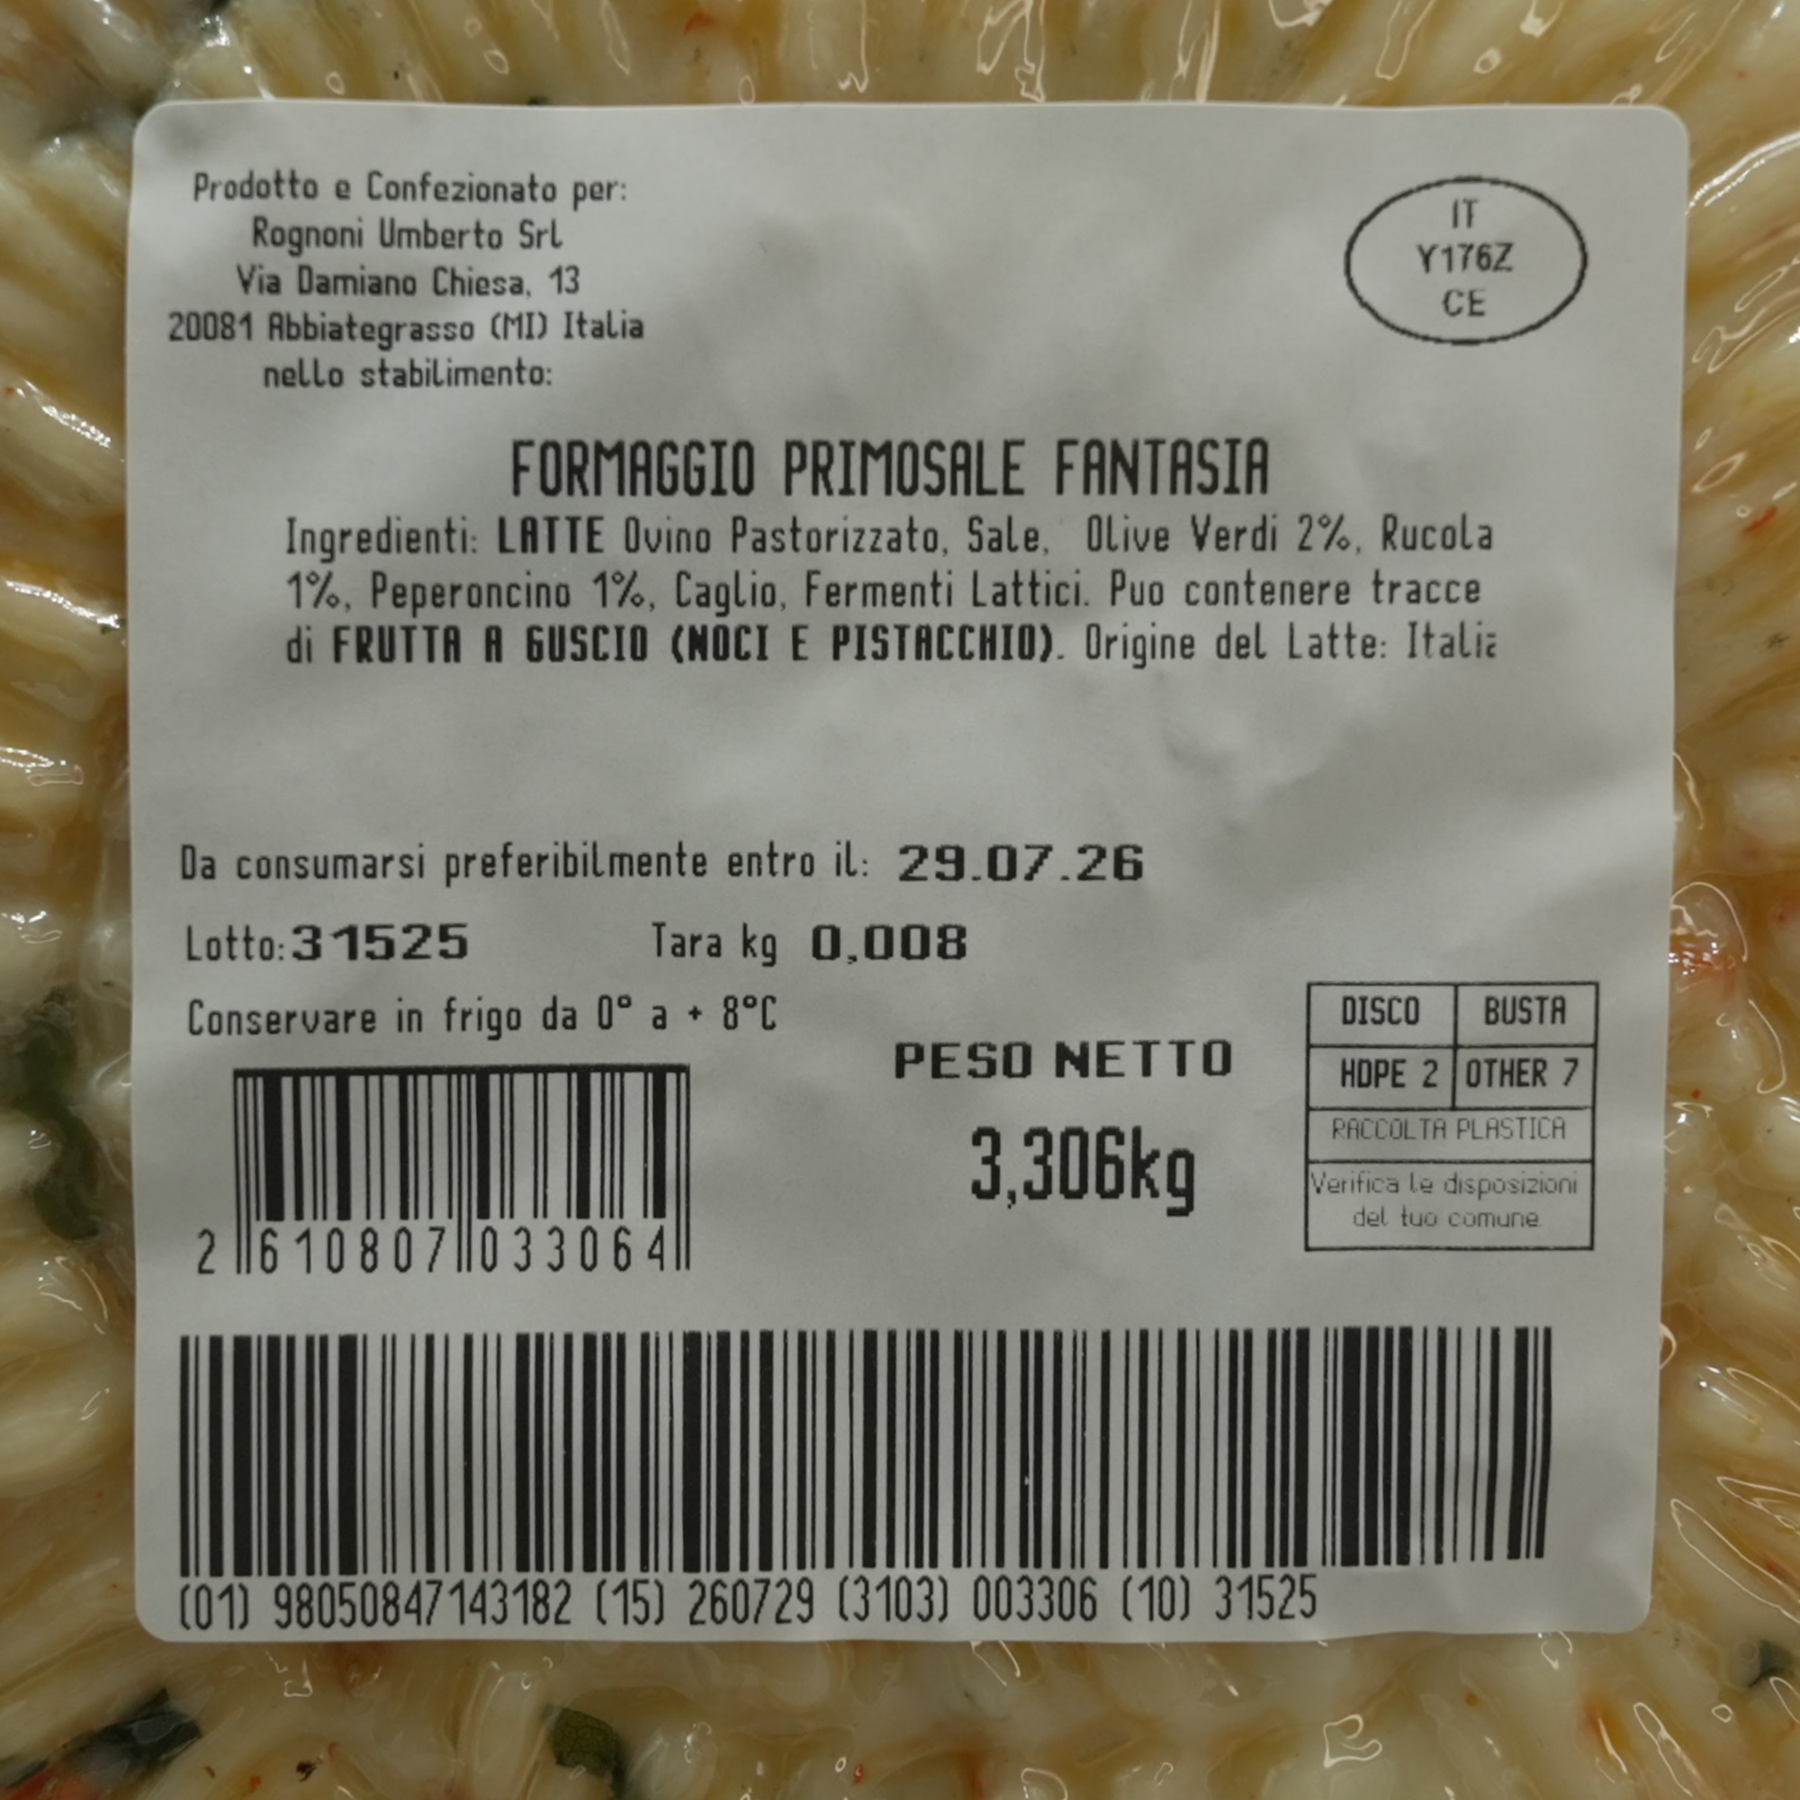 Prodotto e Confezionato per:
Rognoni Umberto Srl
Via Damiano Chiesa, 13
20081 Abbiategrasso (MI) Italia
nello stabilimento:
IT
Y176Z
CE
FORMAGGIO PRIMOSALE FANTASIA
Ingredienti: LATTE Ovino Pastorizzato, Sale, Olive Verdi 2%, Rucola
1%, Peperoncino 1%, Caglio, Fermenti Lattici. Puo contenere tracce
di FRUTTA A GUSCIO (NOCI E PISTACCHIO). Origine del Latte: Italia
Da consumarsi preferibilmente entro il: 29.07.26
Lotto: 31525 Tara kg 0,008
Conservare in frigo da 0° a + 8°C
PESO NETTO
3,306kg
DISCO BUSTA
HDPE 2 OTHER 7
RACCOLTA PLASTICA
Verifica le disposizioni
del tuo comune
2 610807 033064
(01) 98050847143182 (15) 260729 (3103) 003306 (10) 31525